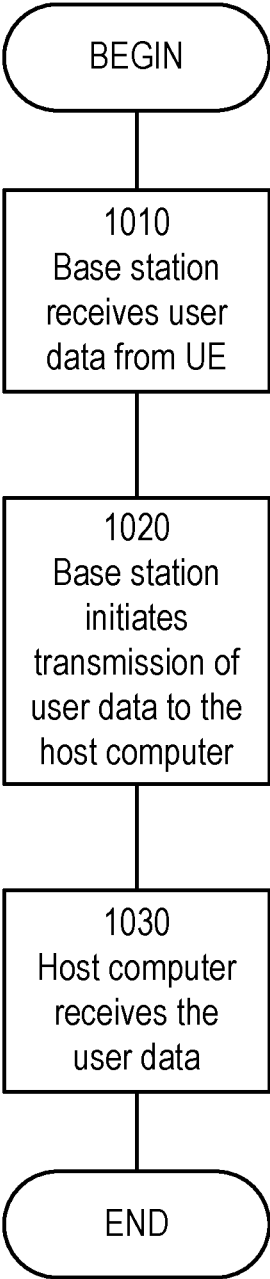 BEGIN
1010
Base station
receives user
data from UE
1020
Base station
initiates
transmission of
user data to the
host computer
1030
Host computer
receives the
user data
END